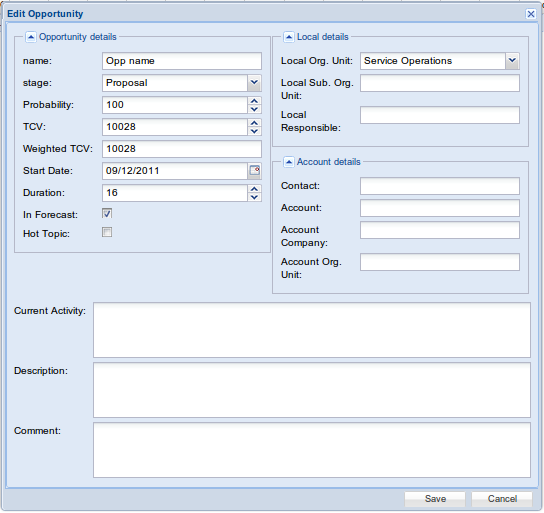 Edit Opportunity
Opportunity details
name: Opp name
stage: Proposal
Probability: 100
TCV: 10028
Weighted TCV: 10028
Start Date: 09/12/2011
Duration: 16
In Forecast:
Hot Topic:
Local details
Local Org. Unit: Service Operations
Local Sub. Org.
Unit:
Local
Responsible:
Account details
Contact:
Account:
Account
Company:
Account Org.
Unit:
Current Activity:
Description:
Comment:
Save Cancel